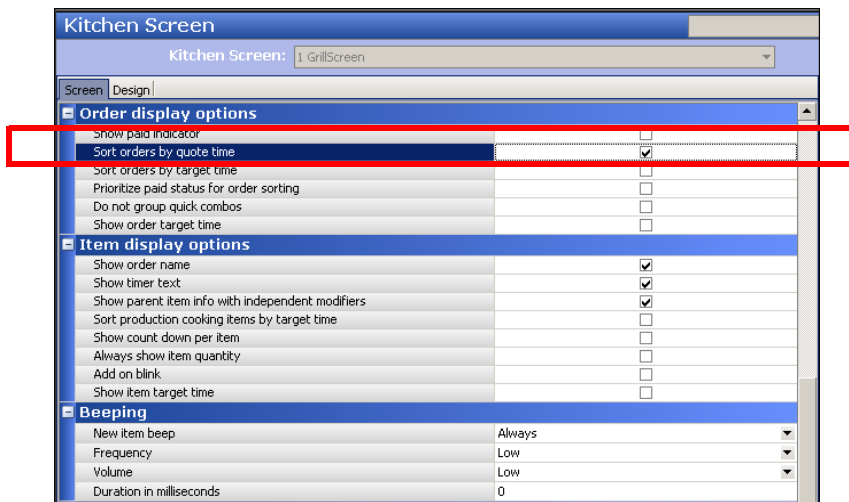 Kitchen Screen
Kitchen Screen: 1 GrillScreen
Screen Design
Order display options
Show paid indicator
Sort orders by quote time
Sort orders by target time
Prioritize paid status for order sorting
Do not group quick combos
Show order target time
Item display options
Show order name
Show timer text
Show parent item info with independent modifiers
Sort production cooking items by target time
Show count down per item
Always show item quantity
Add on blink
Show item target time
Beeping
New item beep Always
Frequency Low
Volume Low
Duration in milliseconds 0